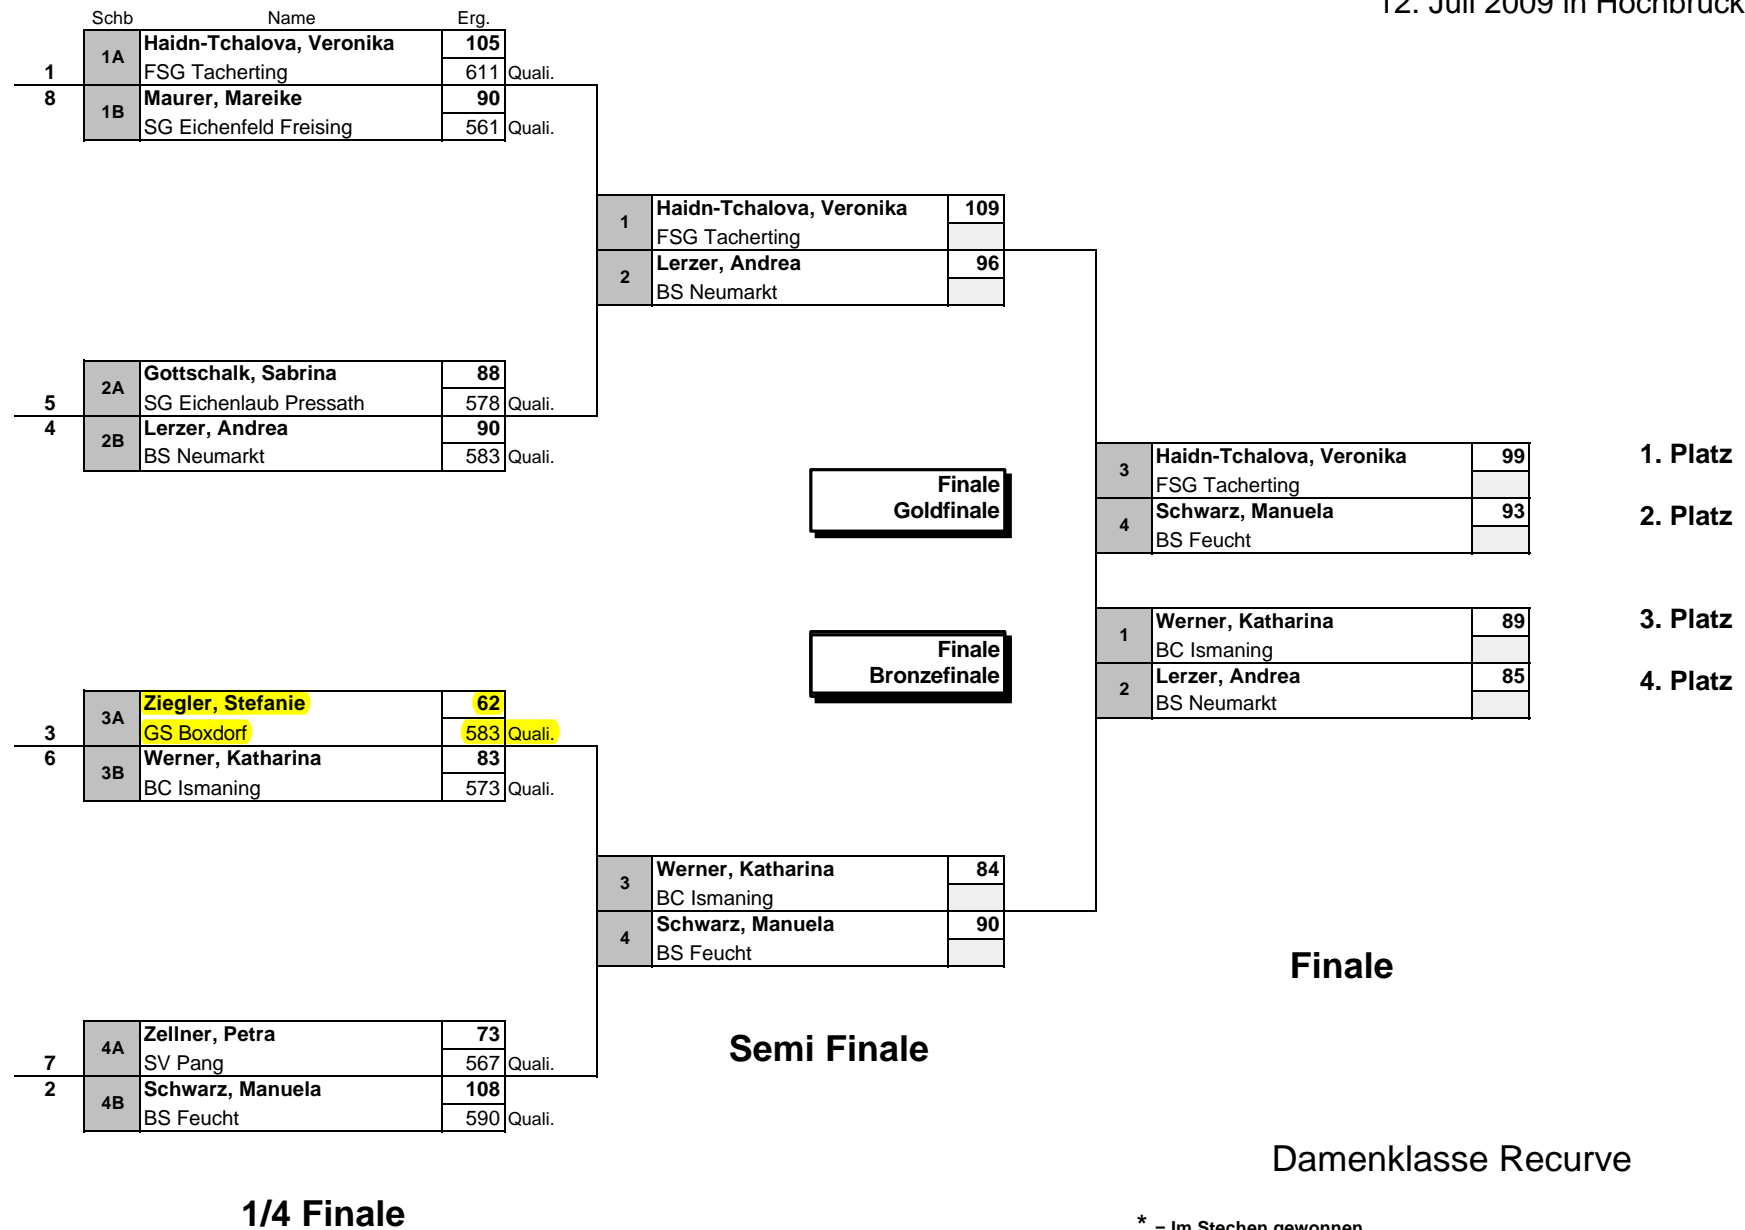 12. Juli 2009 in Hochbrück
Schb Name Erg.
1A Haidn-Tchalova, Veronika 105
1 FSG Tacherting 611 Quali.
8 1B Maurer, Mareike 90
SG Eichenfeld Freising 561 Quali.
1 Haidn-Tchalova, Veronika 109
FSG Tacherting
2 Lerzer, Andrea 96
BS Neumarkt
2A Gottschalk, Sabrina 88
5 SG Eichenlaub Pressath 578 Quali.
4 2B Lerzer, Andrea 90
BS Neumarkt 583 Quali.
Finale
Goldfinale
3 Haidn-Tchalova, Veronika 99 1. Platz
FSG Tacherting
4 Schwarz, Manuela 93 2. Platz
BS Feucht
Finale
Bronzefinale
1 Werner, Katharina 89 3. Platz
BC Ismaning
2 Lerzer, Andrea 85 4. Platz
BS Neumarkt
3A Ziegler, Stefanie 62
3 GS Boxdorf 583 Quali.
6 3B Werner, Katharina 83
BC Ismaning 573 Quali.
3 Werner, Katharina 84
BC Ismaning
4 Schwarz, Manuela 90
BS Feucht
Finale
4A Zellner, Petra 73
7 SV Pang 567 Quali.
2 4B Schwarz, Manuela 108
BS Feucht 590 Quali.
Semi Finale
Damenklasse Recurve
1/4 Finale
* = Im Stechen gewonnen